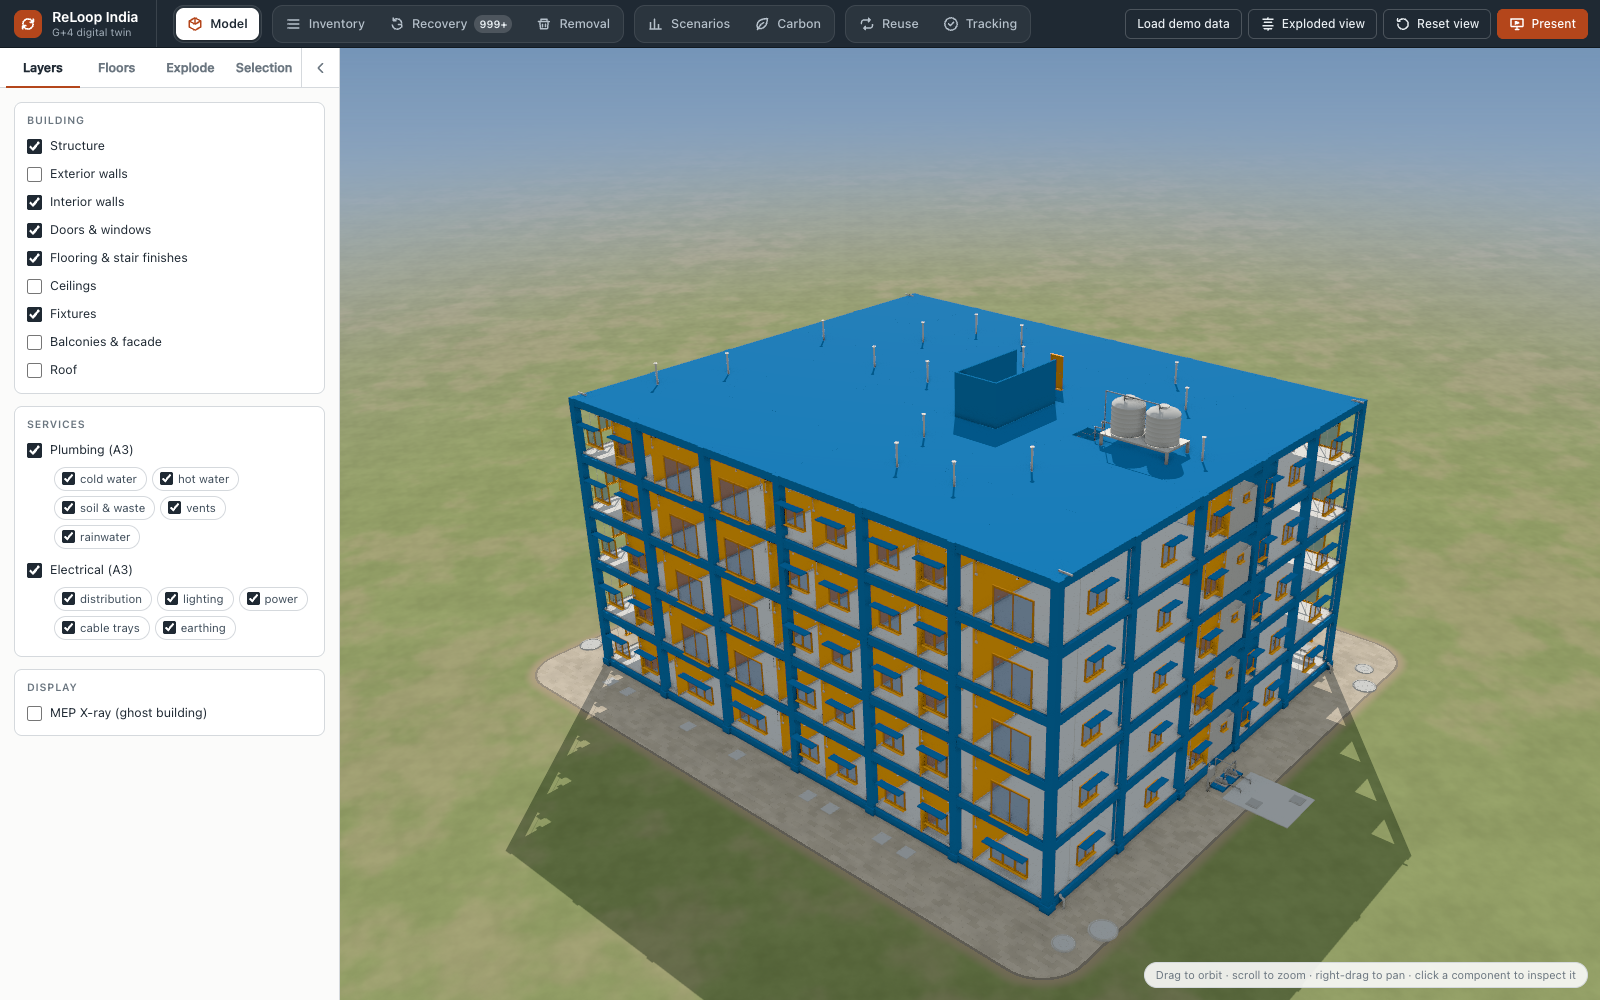 ReLoop India
G+4 digital twin
Model
Inventory
Recovery 999+
Removal
Scenarios
Carbon
Reuse
Tracking
Load demo data
Exploded view
Reset view
Present
Layers
Floors
Explode
Selection
BUILDING
Structure
Exterior walls
Interior walls
Doors & windows
Flooring & stair finishes
Ceilings
Fixtures
Balconies & facade
Roof
SERVICES
Plumbing (A3)
cold water
hot water
soil & waste
vents
rainwater
Electrical (A3)
distribution
lighting
power
cable trays
earthing
DISPLAY
MEP X-ray (ghost building)
Drag to orbit · scroll to zoom · right-drag to pan · click a component to inspect it